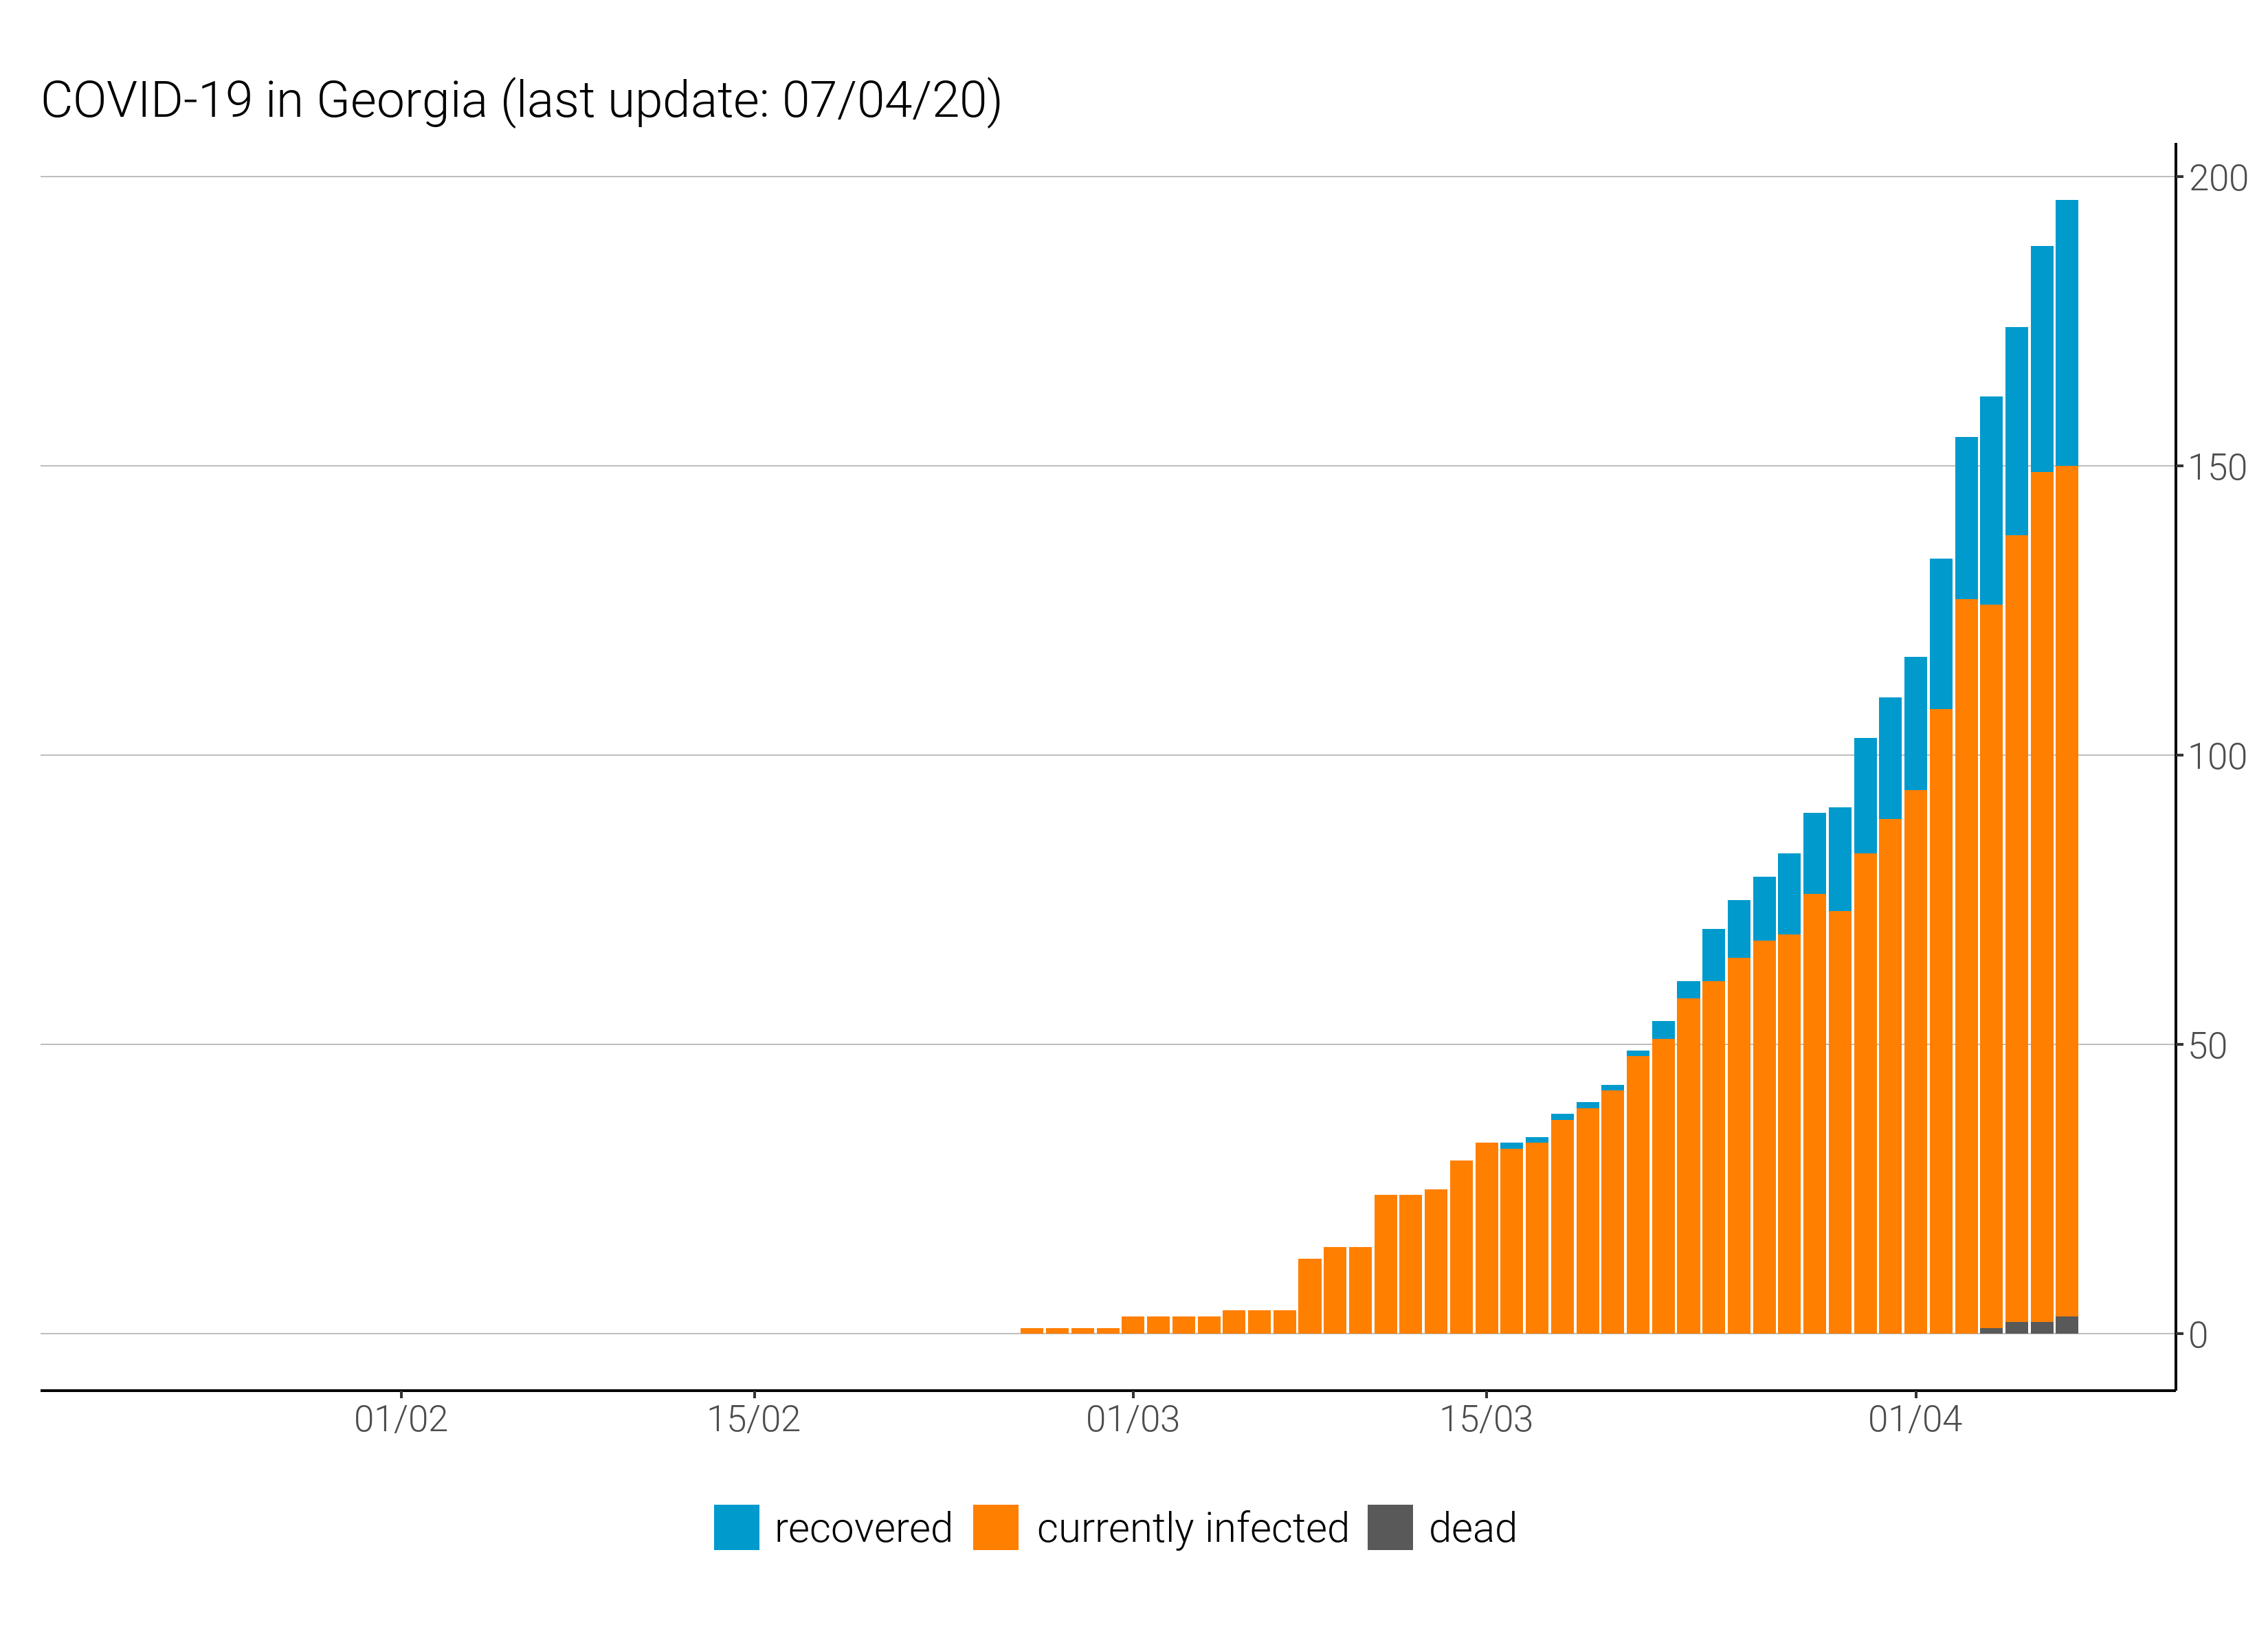 COVID-19 in Georgia (last update: 07/04/20)
200
150
100
50
0
01/02 15/02 01/03 15/03 01/04
recovered currently infected dead